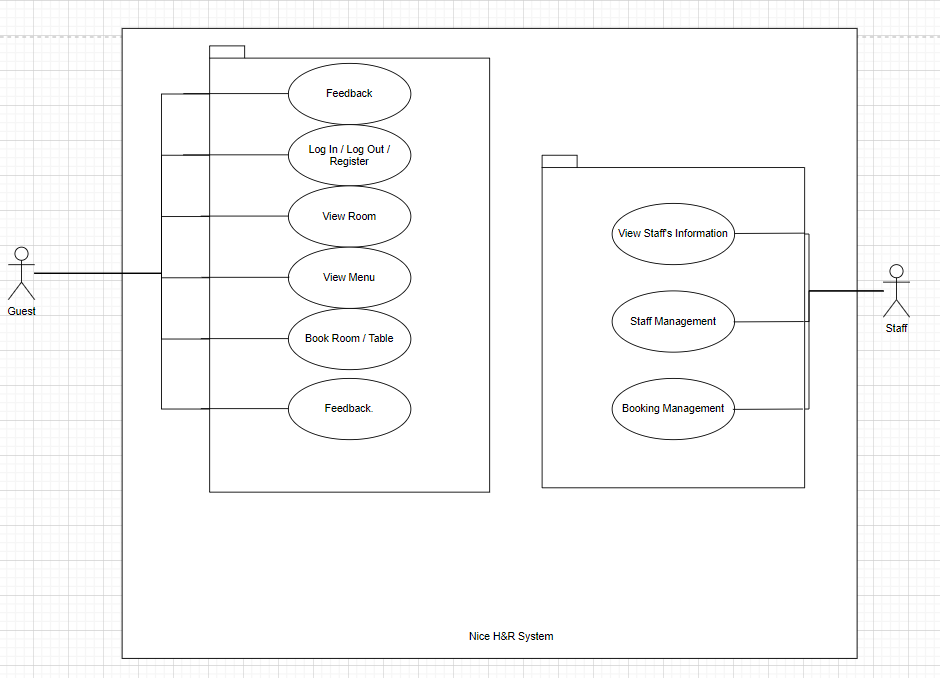 Feedback
Log In / Log Out /
Register
View Room
View Menu
Book Room / Table
Feedback.
Guest
View Staff's Information
Staff Management
Booking Management
Staff
Nice H&R System